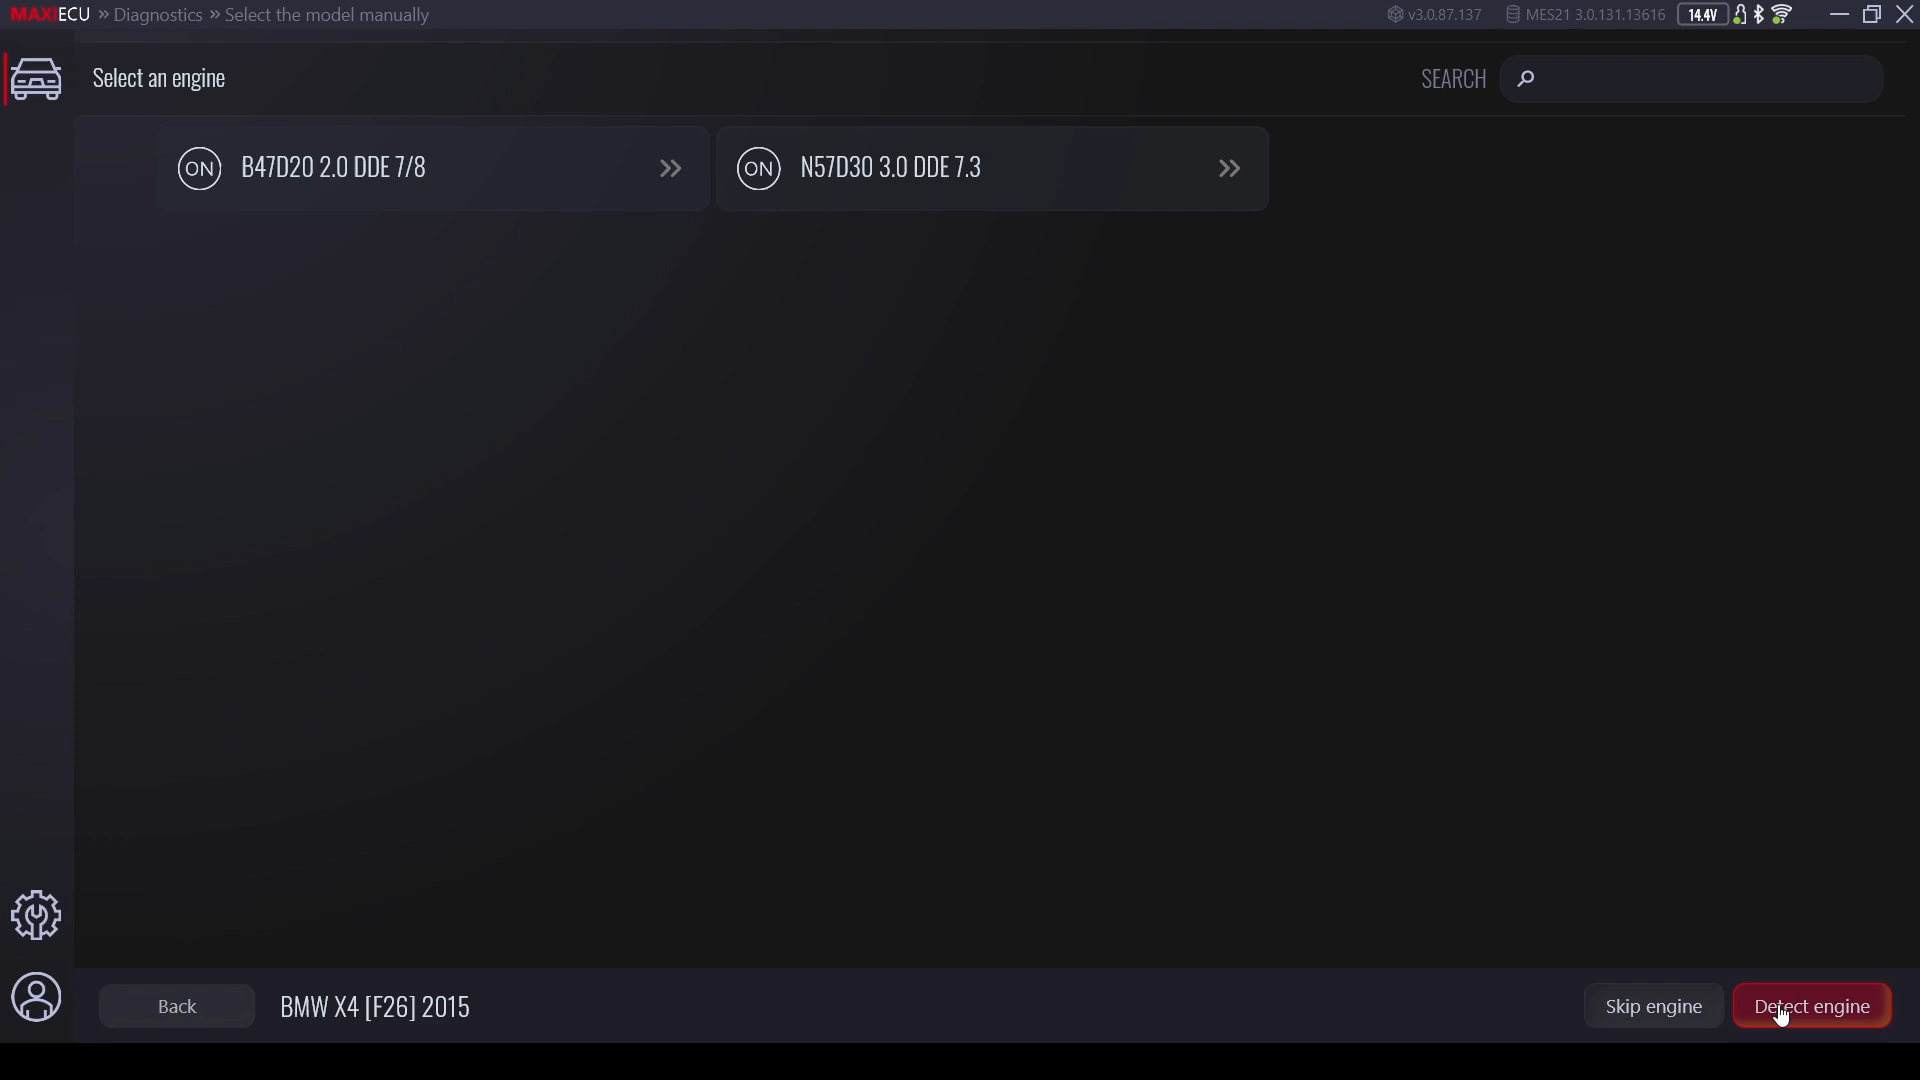 MAXIECU » Diagnostics » Select the model manually
v3.0.87.137 MES21 3.0.131.13616 14.4V
Select an engine
SEARCH
ON B47D20 2.0 DDE 7/8 »
ON N57D30 3.0 DDE 7.3 »
Back
BMW X4 [F26] 2015
Skip engine
Detect engine